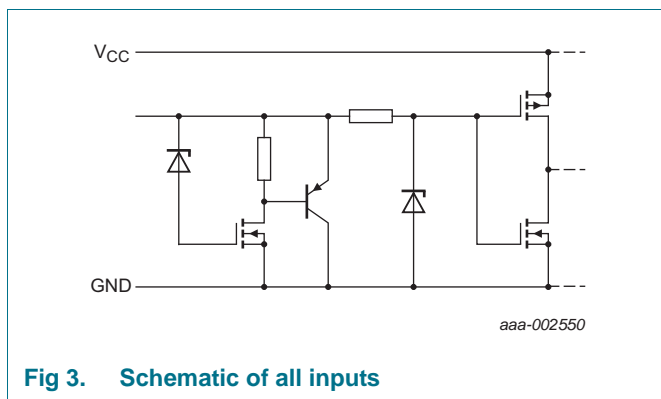 VCC
GND
aaa-002550
Fig 3. Schematic of all inputs